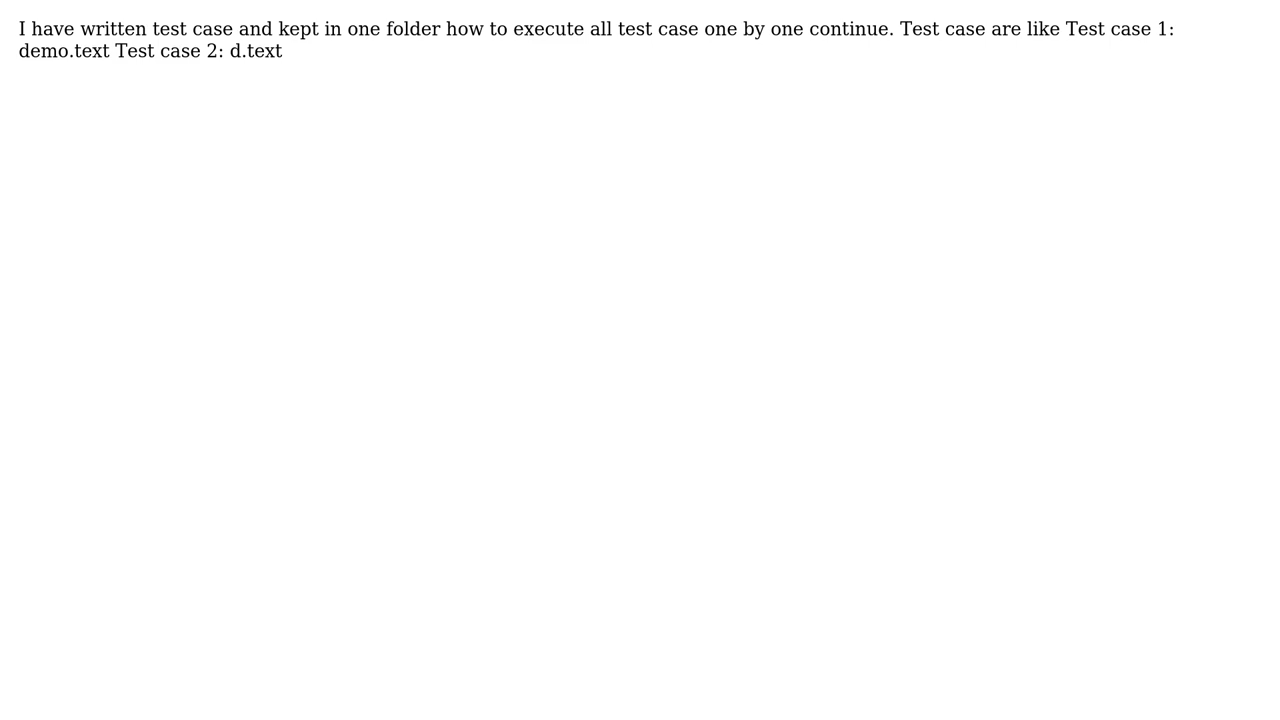 I have written test case and kept in one folder how to execute all test case one by one continue. Test case are like Test case 1:
demo.text Test case 2: d.text